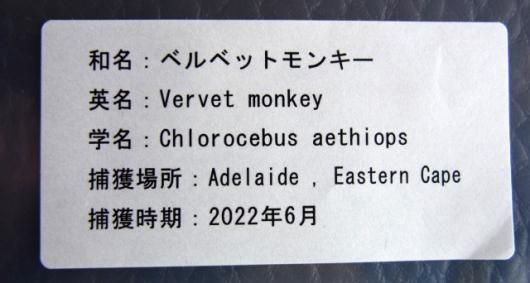 和名：ベルベットモンキー
英名：Vervet monkey
学名：Chlorocebus aethiops
捕獲場所：Adelaide , Eastern Cape
捕獲時期：2022年6月